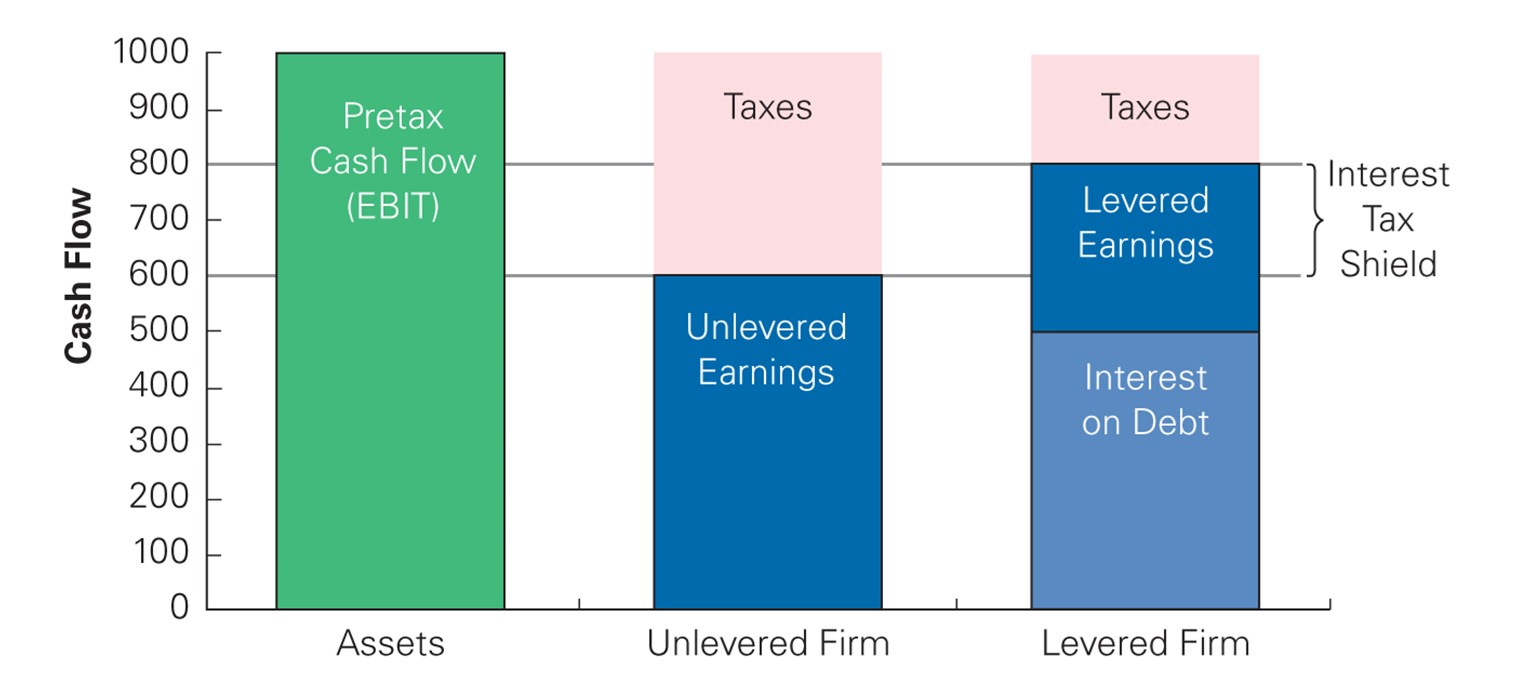 Cash Flow
1000
900
800
700
600
500
400
300
200
100
0
Pretax
Cash Flow
(EBIT)
Taxes
Unlevered
Earnings
Taxes
Levered
Earnings
Interest
on Debt
Interest
Tax
Shield
Assets
Unlevered Firm
Levered Firm